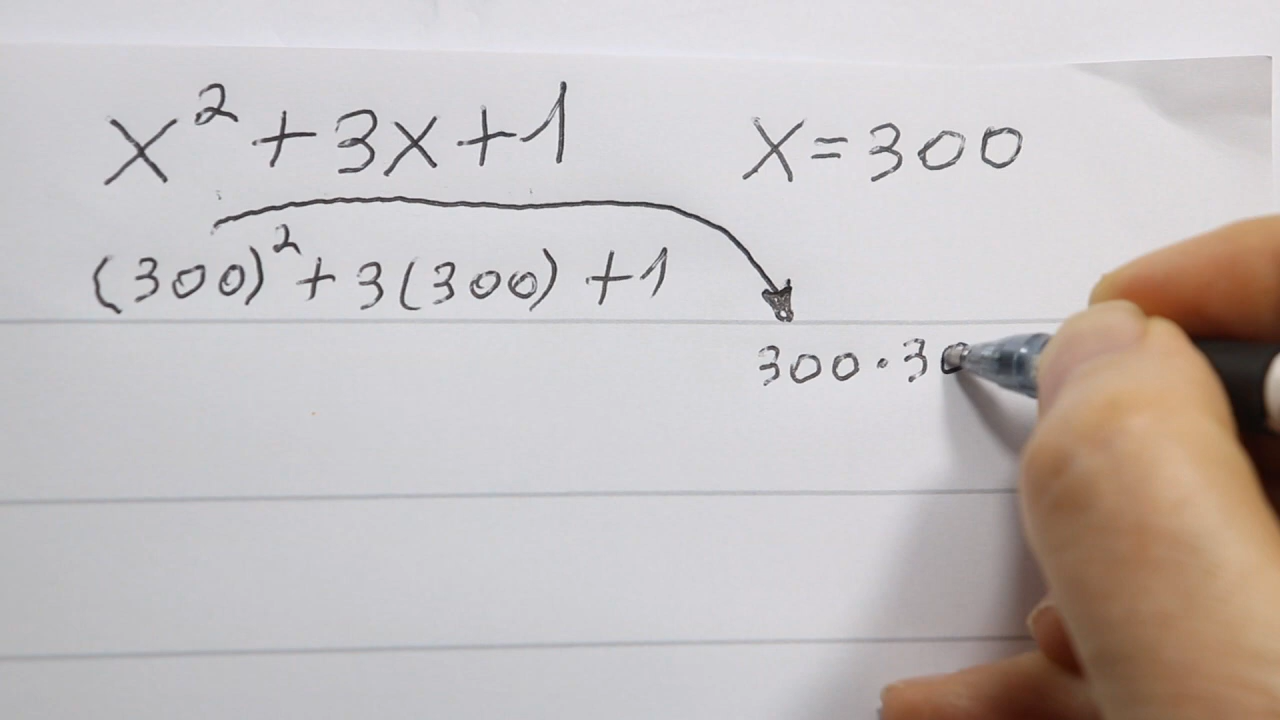 x² + 3x + 1 x = 300
(300)² + 3(300) + 1
300 · 30